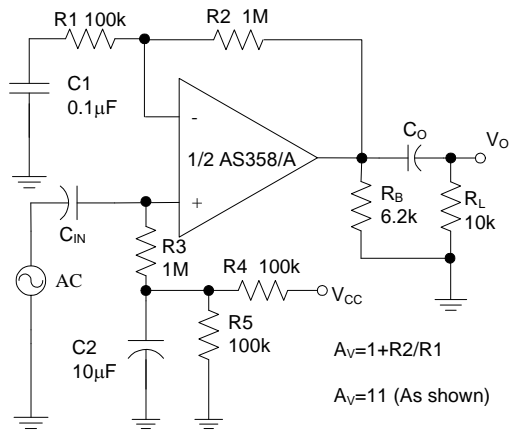 R1 100k
R2 1M
C1
0.1μF
-
1/2 AS358/A
+
CO
VO
RB
6.2k
RL
10k
CIN
R3
1M
AC
R4 100k
VCC
C2
10μF
R5
100k
AV=1+R2/R1
AV=11 (As shown)